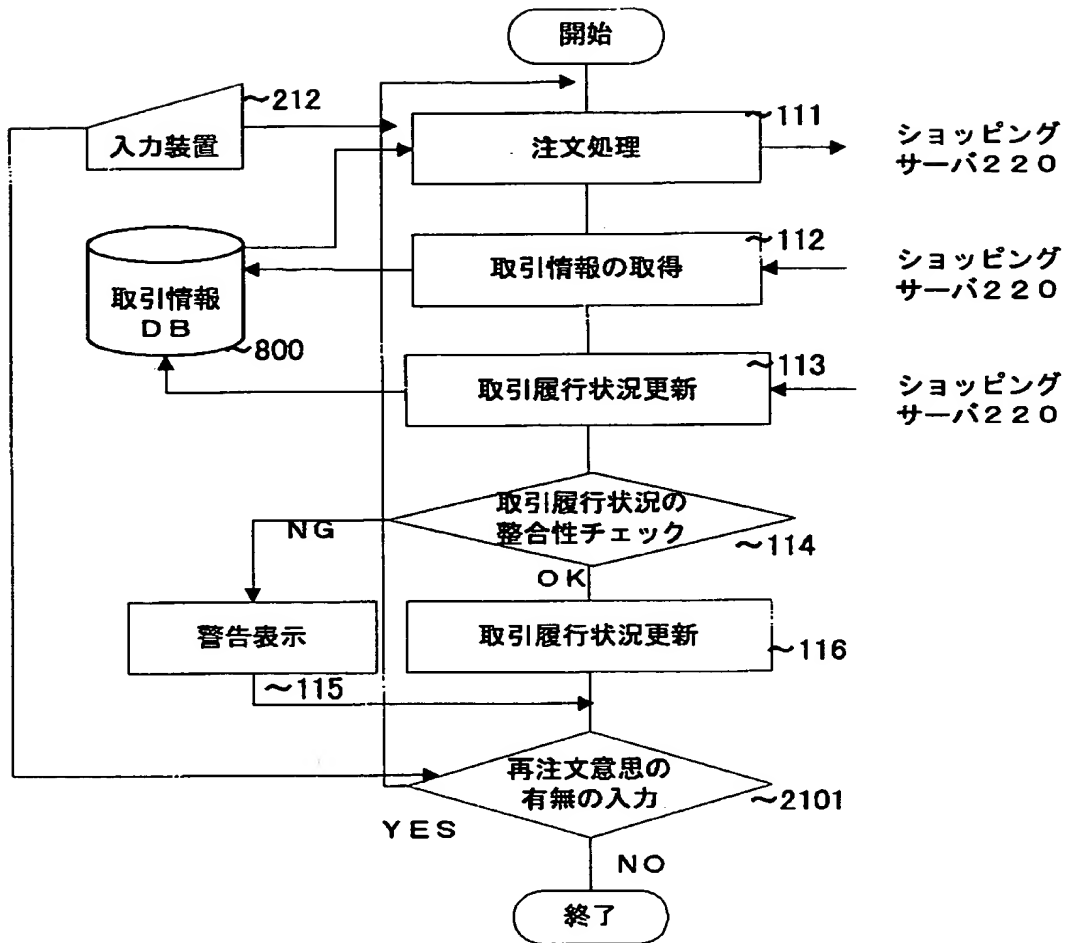 開始
〜212
入力装置
〜111
注文処理
ショッピング
サーバ220
〜112
取引情報の取得
ショッピング
サーバ220
取引情報
DB
〜800
〜113
取引履行状況更新
ショッピング
サーバ220
取引履行状況の
整合性チェック
〜114
NG
OK
警告表示
〜115
取引履行状況更新
〜116
再注文意思の
有無の入力
〜2101
YES
NO
終了